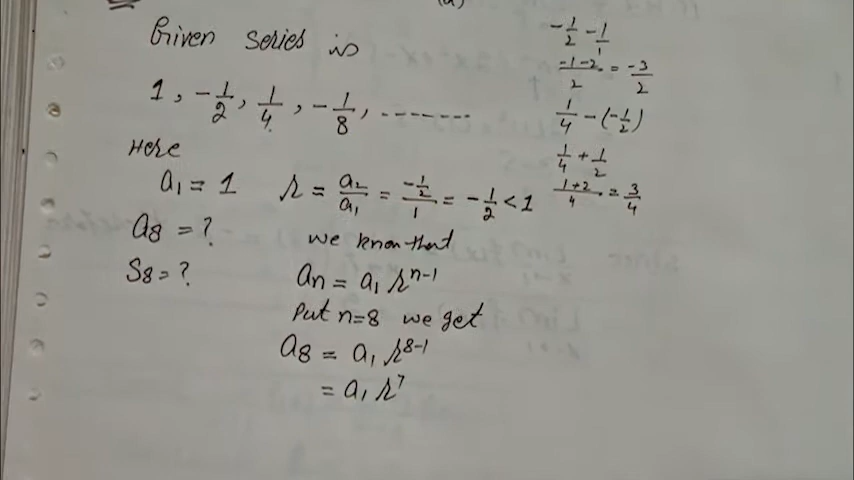 (a)
Given series is
1, -1/2, 1/4, -1/8, ........
Here
a₁ = 1 r = a₂/a₁ = (-1/2)/1 = -1/2 < 1
a₈ = ? we know that
S₈ = ? aₙ = a₁ rⁿ⁻¹
Put n=8 we get
a₈ = a₁ r⁸⁻¹
= a₁ r⁷
-1/2 - 1/1
(-1-2)/2 = -3/2
1/4 - (-1/2)
1/4 + 1/2
(1+2)/4 = 3/4